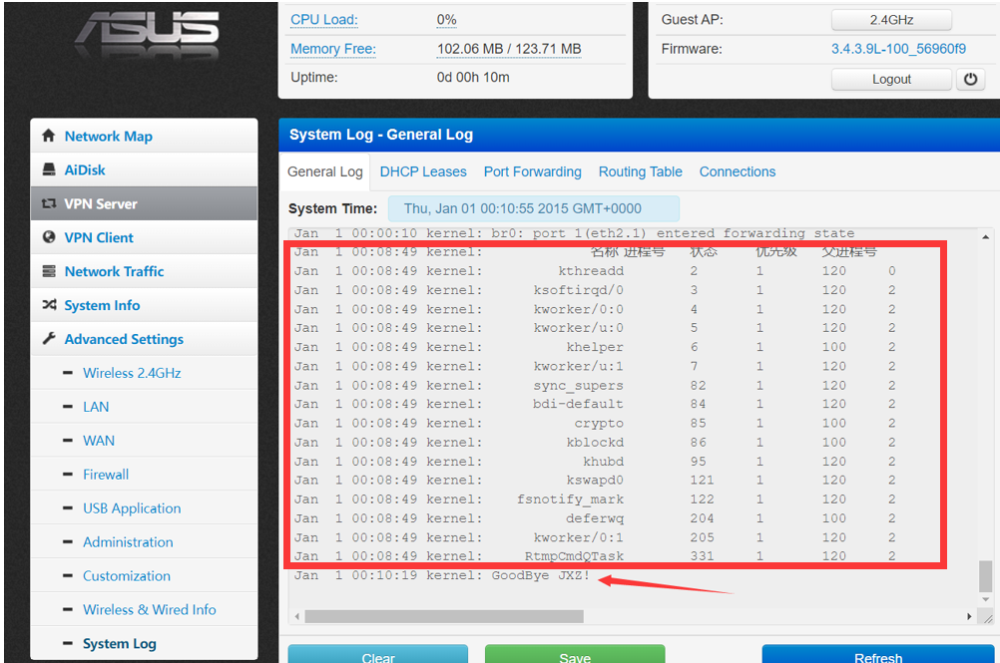 ASUS
CPU Load: 0%
Memory Free: 102.06 MB / 123.71 MB
Uptime: 0d 00h 10m
Guest AP: 2.4GHz
Firmware: 3.4.3.9L-100_56960f9
Logout
Network Map
AiDisk
VPN Server
VPN Client
Network Traffic
System Info
Advanced Settings
Wireless 2.4GHz
LAN
WAN
Firewall
USB Application
Administration
Customization
Wireless & Wired Info
System Log
System Log - General Log
General Log DHCP Leases Port Forwarding Routing Table Connections
System Time: Thu, Jan 01 00:10:55 2015 GMT+0000
Jan 1 00:00:10 kernel: br0: port 1(eth2.1) entered forwarding state
Jan 1 00:08:49 kernel: 名称 进程号 状态 优先级 父进程号
Jan 1 00:08:49 kernel: kthreadd 2 1 120 0
Jan 1 00:08:49 kernel: ksoftirqd/0 3 1 120 2
Jan 1 00:08:49 kernel: kworker/0:0 4 1 120 2
Jan 1 00:08:49 kernel: kworker/u:0 5 1 120 2
Jan 1 00:08:49 kernel: khelper 6 1 100 2
Jan 1 00:08:49 kernel: kworker/u:1 7 1 120 2
Jan 1 00:08:49 kernel: sync_supers 82 1 120 2
Jan 1 00:08:49 kernel: bdi-default 84 1 120 2
Jan 1 00:08:49 kernel: crypto 85 1 100 2
Jan 1 00:08:49 kernel: kblockd 86 1 100 2
Jan 1 00:08:49 kernel: khubd 95 1 120 2
Jan 1 00:08:49 kernel: kswapd0 121 1 120 2
Jan 1 00:08:49 kernel: fsnotify_mark 122 1 120 2
Jan 1 00:08:49 kernel: deferwq 204 1 100 2
Jan 1 00:08:49 kernel: kworker/0:1 205 1 120 2
Jan 1 00:08:49 kernel: RtmpCmdQTask 331 1 120 2
Jan 1 00:10:19 kernel: GoodBye JXZ!
Clear Save Refresh